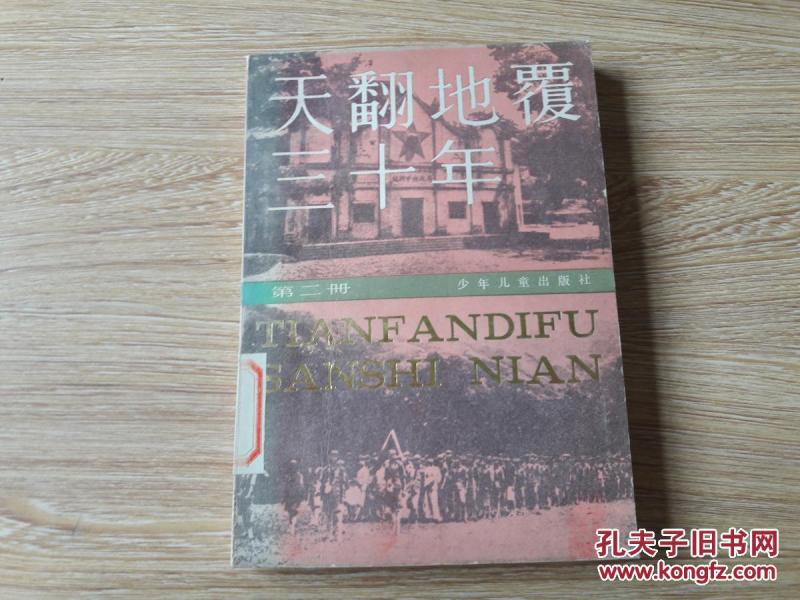 天翻地覆
三十年
第二册
少年儿童出版社
TIANFANDIFU
SANSHI NIAN
孔夫子旧书网
www.kongfz.com